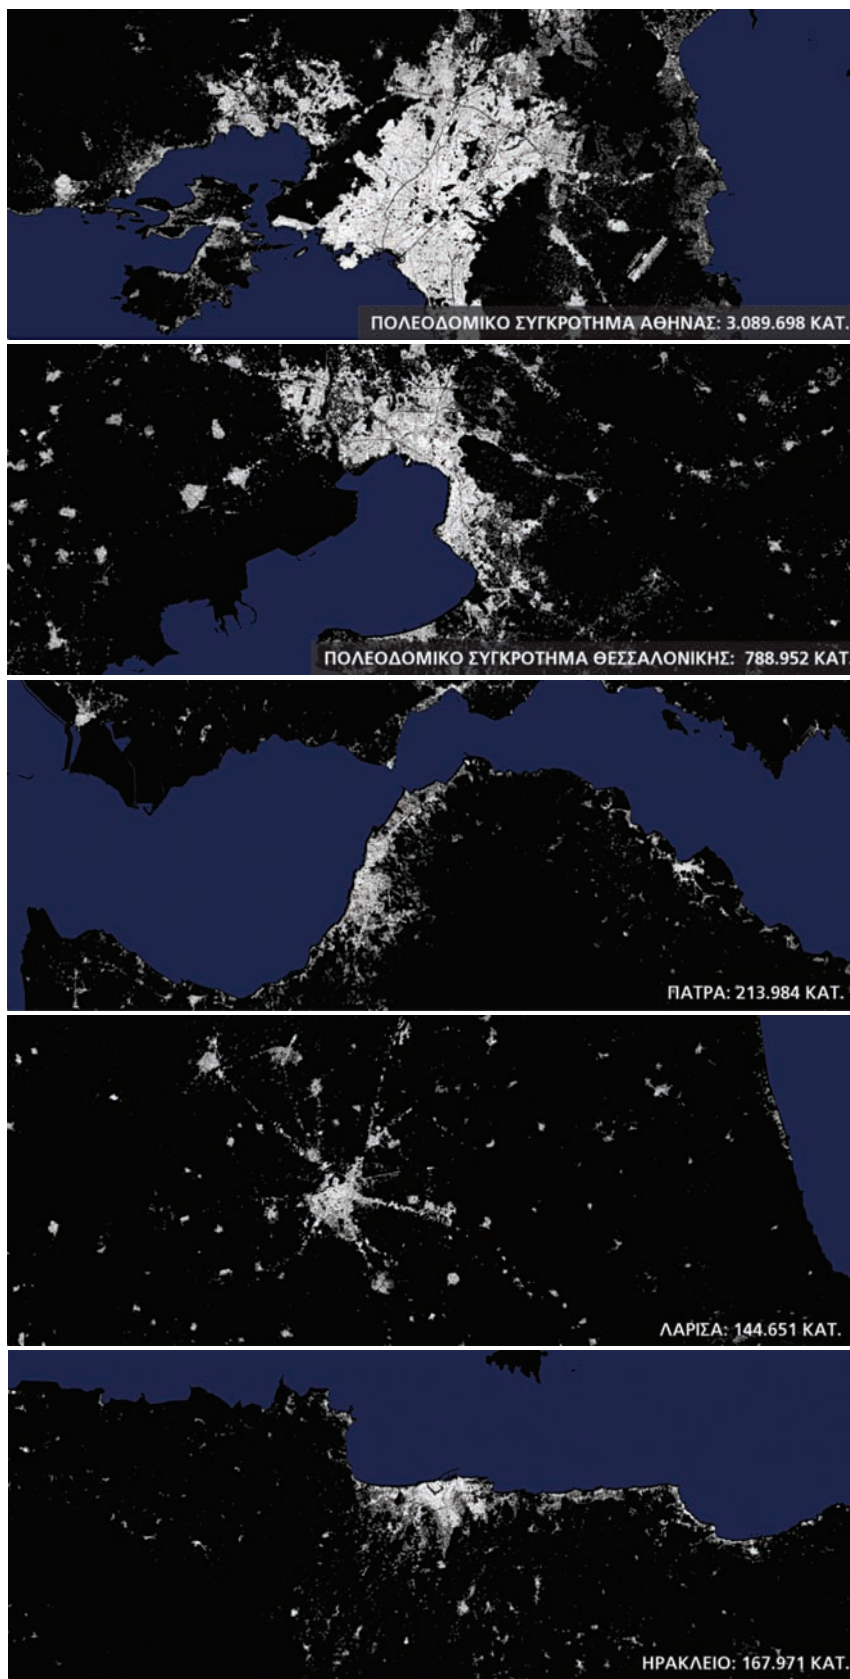 ΠΟΛΕΟΔΟΜΙΚΟ ΣΥΓΚΡΟΤΗΜΑ ΑΘΗΝΑΣ: 3.089.698 ΚΑΤ.
ΠΟΛΕΟΔΟΜΙΚΟ ΣΥΓΚΡΟΤΗΜΑ ΘΕΣΣΑΛΟΝΙΚΗΣ: 788.952 ΚΑΤ.
ΠΑΤΡΑ: 213.984 ΚΑΤ.
ΛΑΡΙΣΑ: 144.651 ΚΑΤ.
ΗΡΑΚΛΕΙΟ: 167.971 ΚΑΤ.